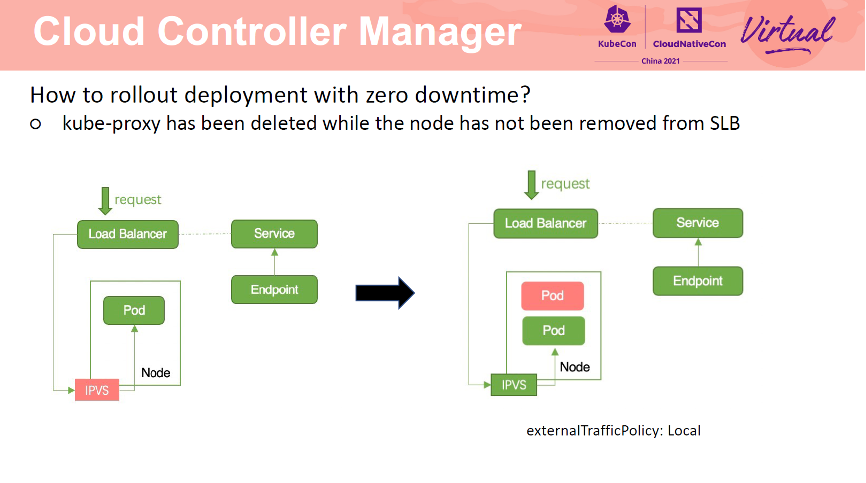 Cloud Controller Manager
KubeCon
CloudNativeCon
China 2021
Virtual
How to rollout deployment with zero downtime?
kube-proxy has been deleted while the node has not been removed from SLB
request
Load Balancer
Service
Endpoint
Pod
Node
IPVS
request
Load Balancer
Service
Endpoint
Pod
Pod
Node
IPVS
externalTrafficPolicy: Local